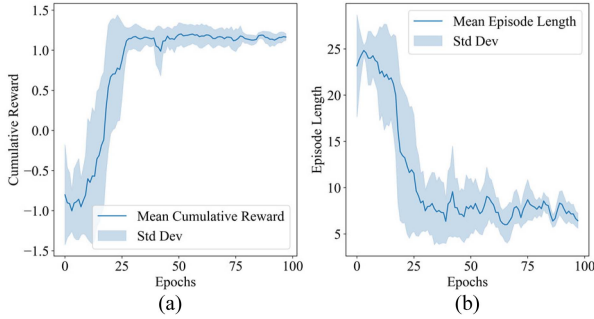 1.5
1.0
0.5
0.0
−0.5
−1.0
−1.5
Cumulative Reward
Mean Cumulative Reward
Std Dev
0 25 50 75 100
Epochs
(a)
25
20
15
10
5
Episode Length
Mean Episode Length
Std Dev
0 25 50 75 100
Epochs
(b)